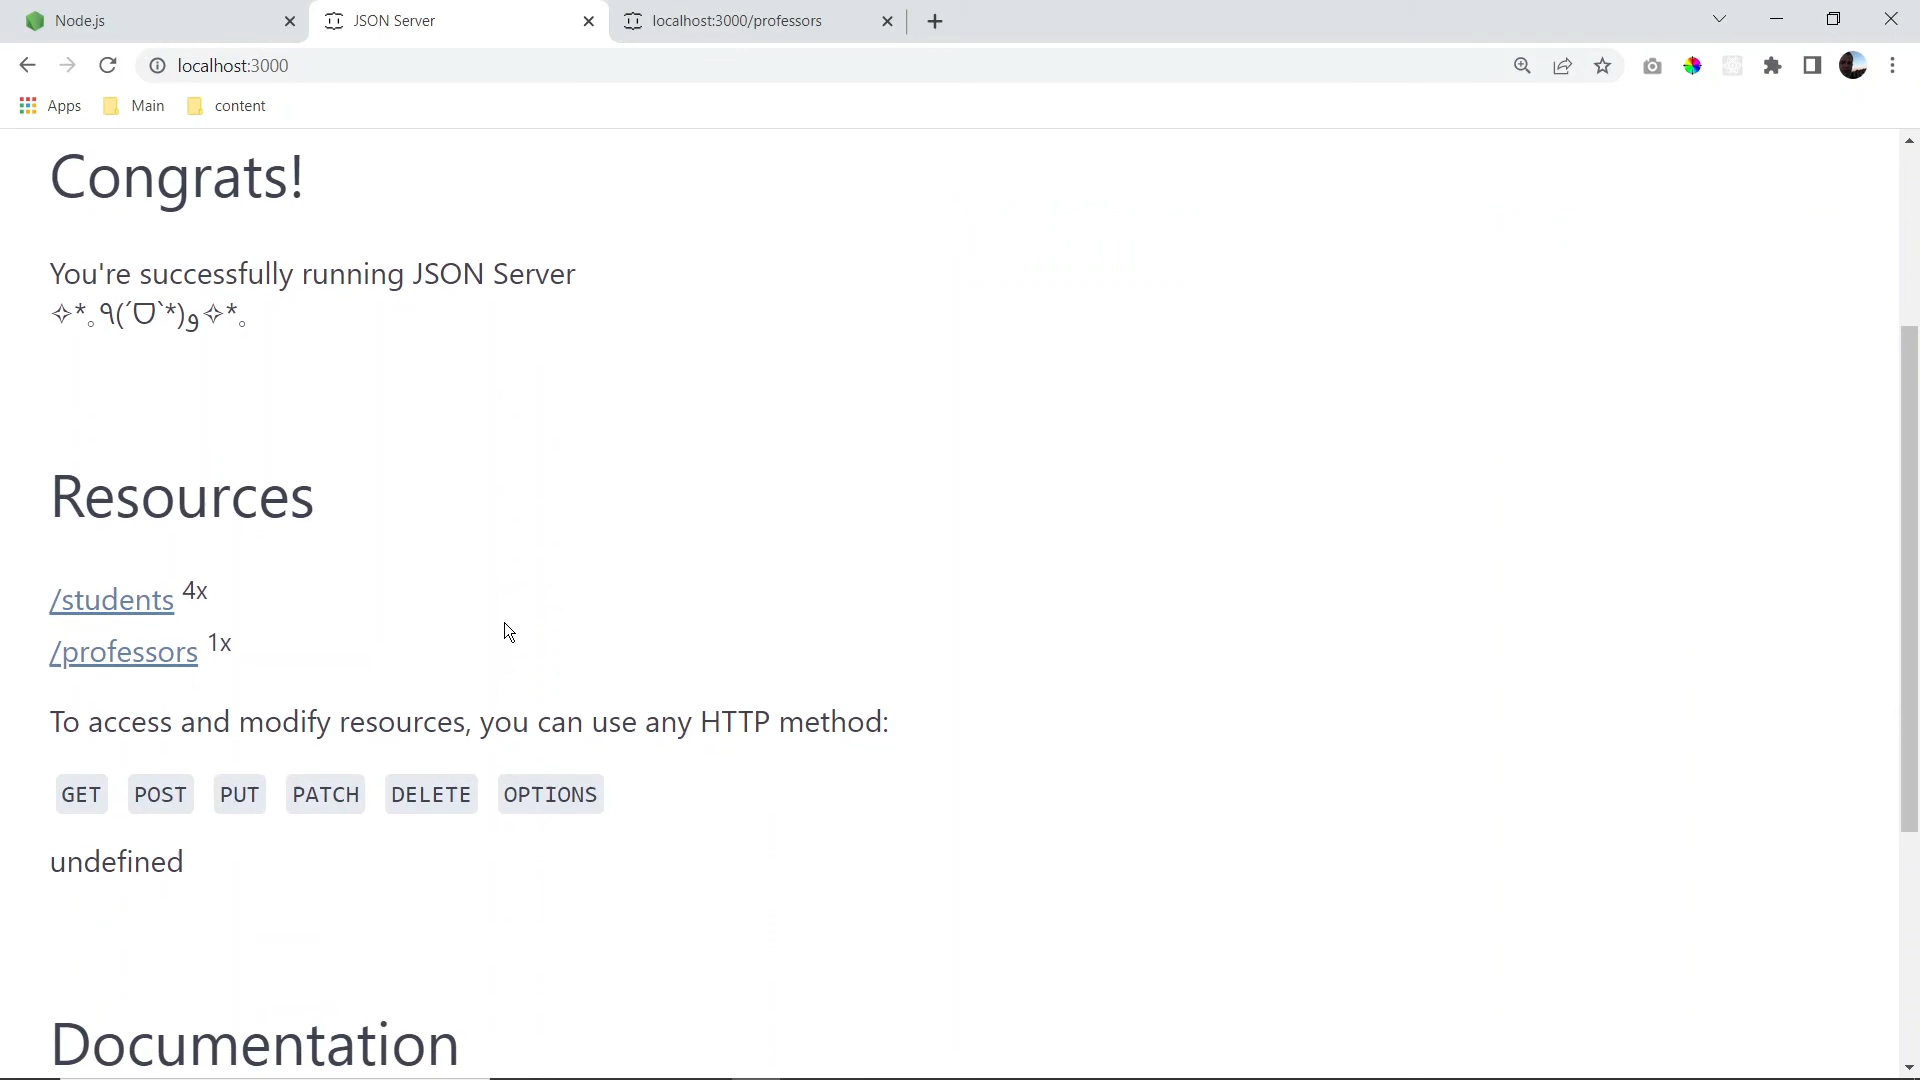 Node.js
JSON Server
localhost:3000/professors
localhost:3000
Apps
Main
content
Congrats!
You're successfully running JSON Server
✧*｡٩(ˊᗜˋ*)و✧*｡
Resources
/students 4x
/professors 1x
To access and modify resources, you can use any HTTP method:
GET POST PUT PATCH DELETE OPTIONS
undefined
Documentation